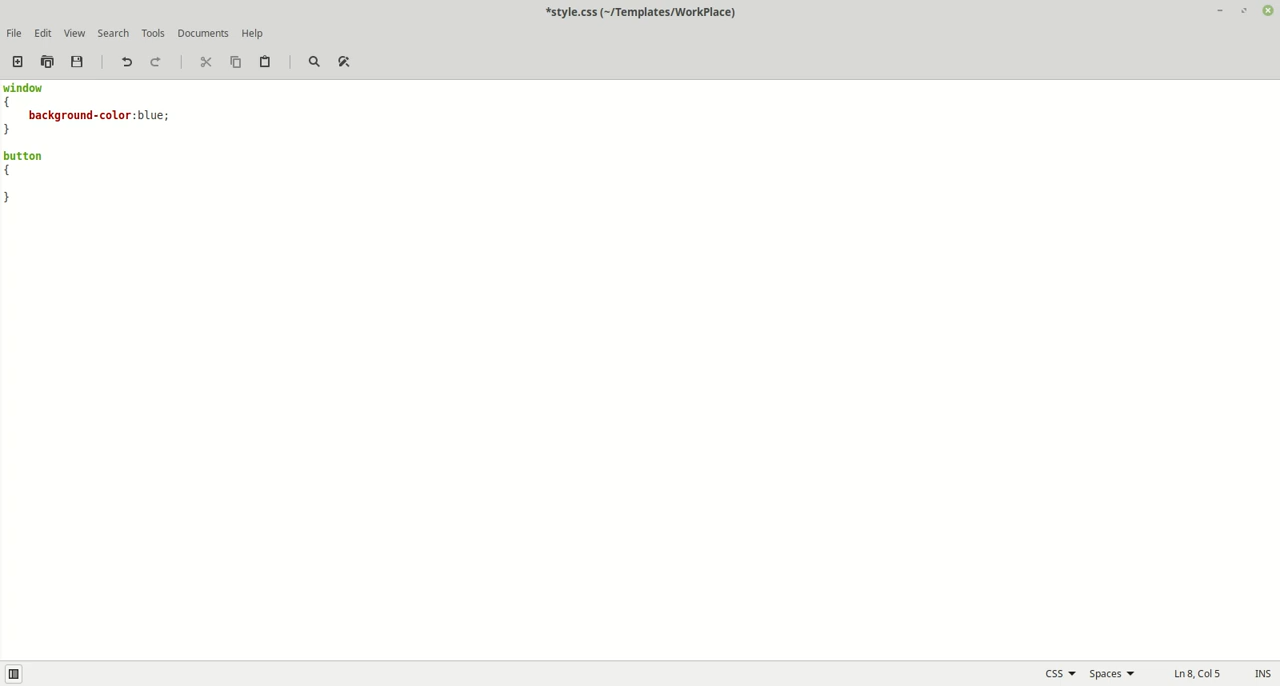 *style.css (~/Templates/WorkPlace)
File Edit View Search Tools Documents Help
window
{
    background-color:blue;
}
button
{
}
CSS Spaces Ln 8, Col 5 INS